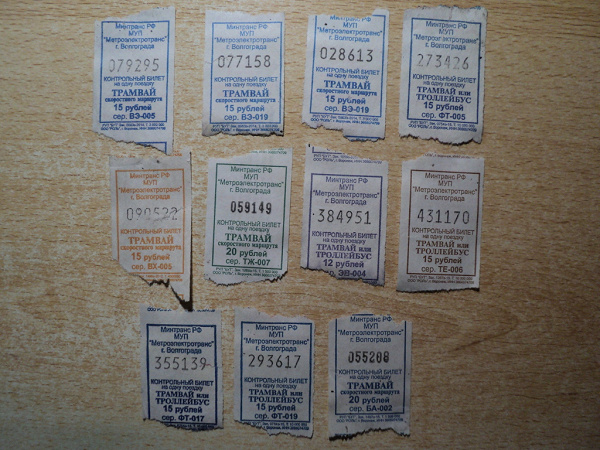 Минтранс РФ
МУП
"Метроэлектротранс"
г. Волгограда
079295
КОНТРОЛЬНЫЙ БИЛЕТ
на одну поездку
ТРАМВАЙ
скоростного маршрута
15 рублей
сер. ВЭ-005
Минтранс РФ
МУП
"Метроэлектротранс"
г. Волгограда
077158
КОНТРОЛЬНЫЙ БИЛЕТ
на одну поездку
ТРАМВАЙ
скоростного маршрута
15 рублей
сер. ВЭ-019
Минтранс РФ
МУП
"Метроэлектротранс"
г. Волгограда
028613
КОНТРОЛЬНЫЙ БИЛЕТ
на одну поездку
ТРАМВАЙ
скоростного маршрута
15 рублей
сер. ВЭ-019
Минтранс РФ
МУП
"Метроэлектротранс"
г. Волгограда
273426
КОНТРОЛЬНЫЙ БИЛЕТ
на одну поездку
ТРАМВАЙ или
ТРОЛЛЕЙБУС
15 рублей
сер. ФТ-005
Минтранс РФ
МУП
"Метроэлектротранс"
г. Волгограда
090522
КОНТРОЛЬНЫЙ БИЛЕТ
на одну поездку
ТРАМВАЙ
скоростного маршрута
15 рублей
сер. ВХ-005
Минтранс РФ
МУП
"Метроэлектротранс"
г. Волгограда
059149
КОНТРОЛЬНЫЙ БИЛЕТ
на одну поездку
ТРАМВАЙ
скоростного маршрута
20 рублей
сер. ТЖ-007
Минтранс РФ
МУП
"Метроэлектротранс"
г. Волгограда
384951
КОНТРОЛЬНЫЙ БИЛЕТ
на одну поездку
ТРАМВАЙ или
ТРОЛЛЕЙБУС
12 рублей
сер. ЭВ-004
Минтранс РФ
МУП
"Метроэлектротранс"
г. Волгограда
431170
КОНТРОЛЬНЫЙ БИЛЕТ
на одну поездку
ТРАМВАЙ или
ТРОЛЛЕЙБУС
15 рублей
сер. ТЕ-006
Минтранс РФ
МУП
"Метроэлектротранс"
г. Волгограда
355139
КОНТРОЛЬНЫЙ БИЛЕТ
на одну поездку
ТРАМВАЙ или
ТРОЛЛЕЙБУС
15 рублей
сер. ФТ-017
Минтранс РФ
МУП
"Метроэлектротранс"
г. Волгограда
293617
КОНТРОЛЬНЫЙ БИЛЕТ
на одну поездку
ТРАМВАЙ или
ТРОЛЛЕЙБУС
15 рублей
сер. ФТ-019
Минтранс РФ
МУП
"Метроэлектротранс"
г. Волгограда
055288
КОНТРОЛЬНЫЙ БИЛЕТ
на одну поездку
ТРАМВАЙ
скоростного маршрута
20 рублей
сер. БА-002